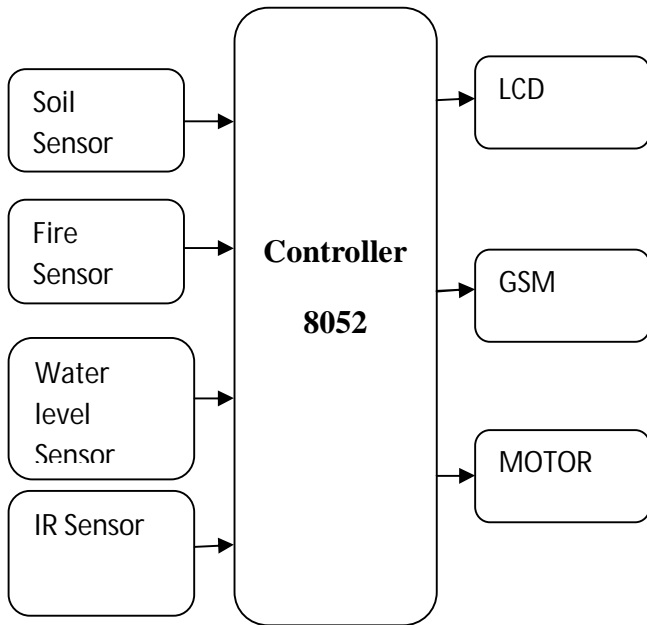 Soil
Sensor
Fire
Sensor
Water
level
Sensor
IR Sensor
Controller
8052
LCD
GSM
MOTOR